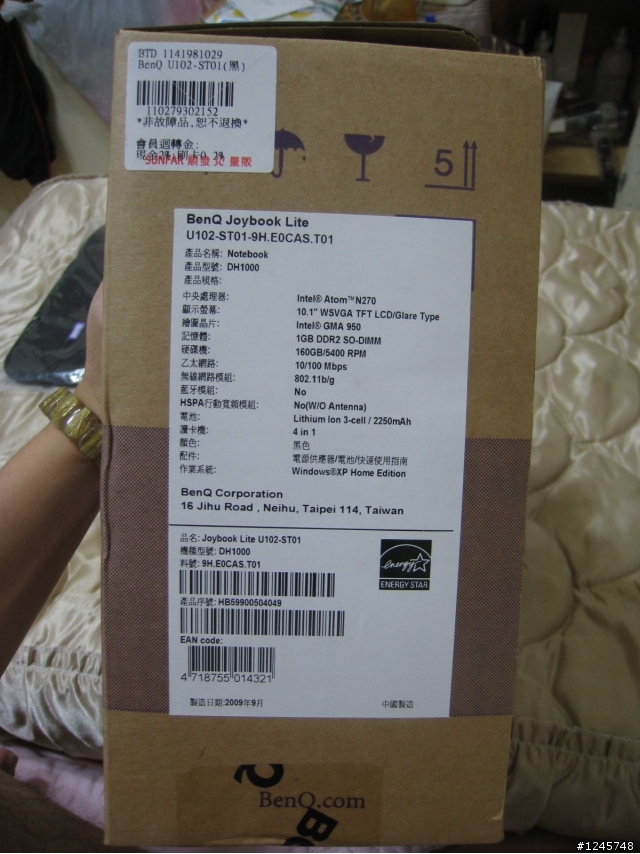 BTD 1141981029
BenQ U102-ST01(黑)
110279302152
*非故障品,恕不退換*
會員迴轉金:
SUNFAR 順發 3C 量販
5
BenQ Joybook Lite
U102-ST01-9H.E0CAS.T01
產品名稱: Notebook
產品型號: DH1000
產品規格:
中央處理器: Intel® Atom™N270
顯示螢幕: 10.1" WSVGA TFT LCD/Glare Type
繪圖晶片: Intel® GMA 950
記憶體: 1GB DDR2 SO-DIMM
硬碟機: 160GB/5400 RPM
乙太網路: 10/100 Mbps
無線網路模組: 802.11b/g
藍牙模組: No
HSPA行動寬頻模組: No(W/O Antenna)
電池: Lithium Ion 3-cell / 2250mAh
讀卡機: 4 in 1
顏色: 黑色
配件: 電源供應器/電池/快速使用指南
作業系統: Windows®XP Home Edition
BenQ Corporation
16 Jihu Road , Neihu, Taipei 114, Taiwan
品名: Joybook Lite U102-ST01
機種型號: DH1000
料號: 9H.E0CAS.T01
energy
ENERGY STAR
產品序號: HB59900504049
EAN code:
4 718755 014321
製造日期:2009年9月 中國製造
BenQ.com
#1245748